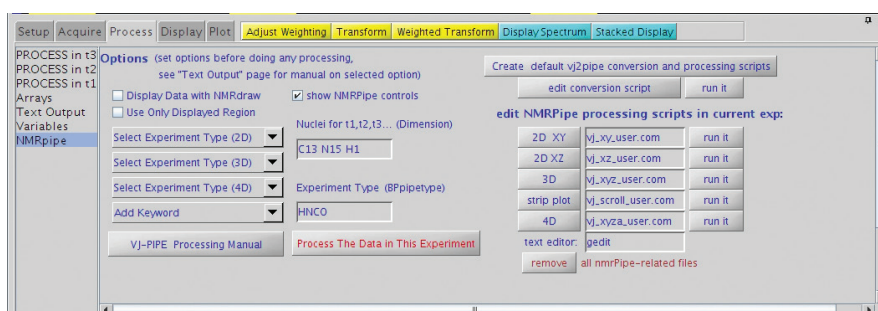 Setup Acquire Process Display Plot Adjust Weighting Transform Weighted Transform Display Spectrum Stacked Display
PROCESS in t3
PROCESS in t2
PROCESS in t1
Arrays
Text Output
Variables
NMRpipe
Options (set options before doing any processing,
see "Text Output" page for manual on selected option)
Display Data with NMRdraw
show NMRPipe controls
Use Only Displayed Region
Nuclei for t1,t2,t3... (Dimension)
Select Experiment Type (2D)
C13 N15 H1
Select Experiment Type (3D)
Select Experiment Type (4D)
Experiment Type (BPpipetype)
Add Keyword
HNCO
VJ-PIPE Processing Manual
Process The Data in This Experiment
Create default vj2pipe conversion and processing scripts
edit conversion script run it
edit NMRPipe processing scripts in current exp:
2D XY vj_xy_user.com run it
2D XZ vj_xz_user.com run it
3D vj_xyz_user.com run it
strip plot vj_scroll_user.com run it
4D vj_xyza_user.com run it
text editor: gedit
remove all nmrPipe-related files